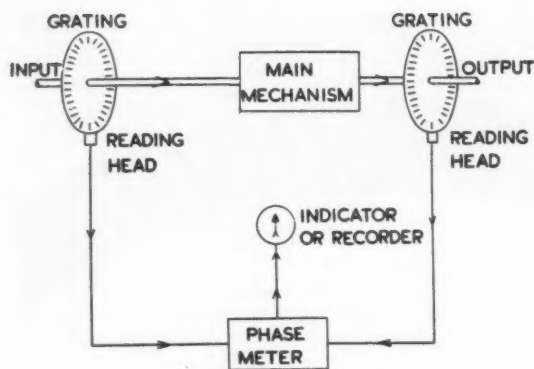 GRATING
GRATING
INPUT
MAIN
MECHANISM
OUTPUT
READING
HEAD
READING
HEAD
INDICATOR
OR RECORDER
PHASE
METER